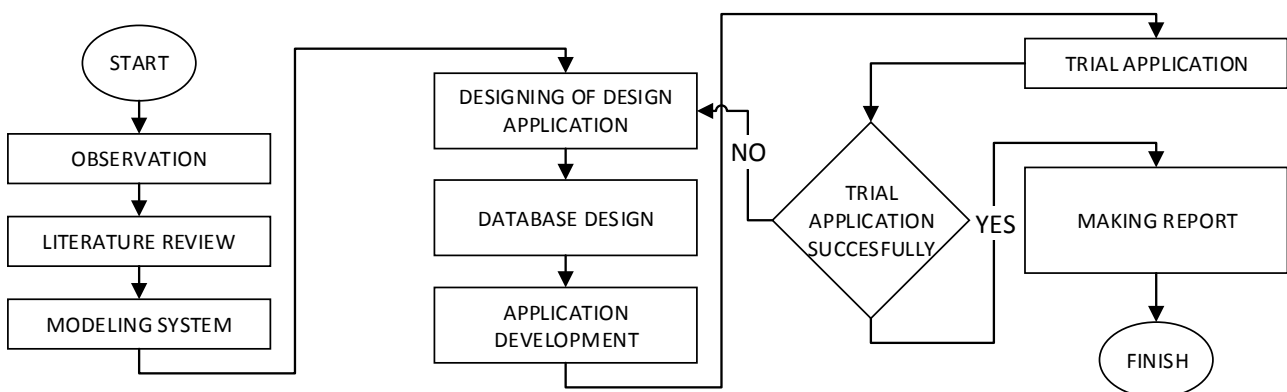 START
OBSERVATION
LITERATURE REVIEW
MODELING SYSTEM
DESIGNING OF DESIGN
APPLICATION
DATABASE DESIGN
APPLICATION
DEVELOPMENT
TRIAL APPLICATION
TRIAL
APPLICATION
SUCCESFULLY
NO
YES
MAKING REPORT
FINISH